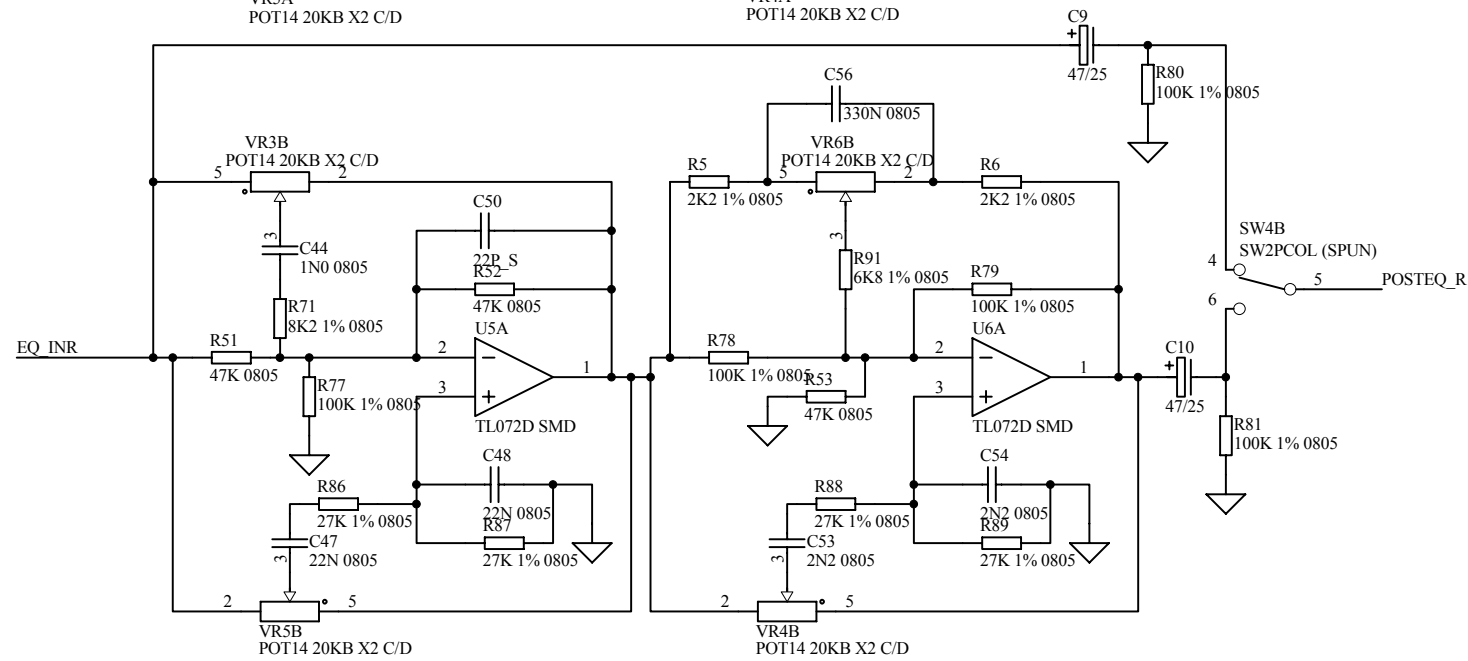 POT14 20KB X2 C/D
POT14 20KB X2 C/D
C9
+
47/25
R80
100K 1% 0805
C56
330N 0805
VR3B
POT14 20KB X2 C/D
5
2
3
C44
1N0 0805
R71
8K2 1% 0805
C50
22P_S
R52
47K 0805
R5
2K2 1% 0805
VR6B
POT14 20KB X2 C/D
5
2
3
R6
2K2 1% 0805
R91
6K8 1% 0805
R79
100K 1% 0805
SW4B
SW2PCOL (SPUN)
4
5
6
POSTEQ_R
EQ_INR
R51
47K 0805
R77
100K 1% 0805
U5A
2
3
1
TL072D SMD
R78
100K 1% 0805
R53
47K 0805
U6A
2
3
1
TL072D SMD
C10
+
47/25
R81
100K 1% 0805
C48
22N 0805
R86
27K 1% 0805
R87
27K 1% 0805
C47
22N 0805
3
2
5
VR5B
POT14 20KB X2 C/D
C54
2N2 0805
R88
27K 1% 0805
R89
27K 1% 0805
C53
2N2 0805
3
2
5
VR4B
POT14 20KB X2 C/D